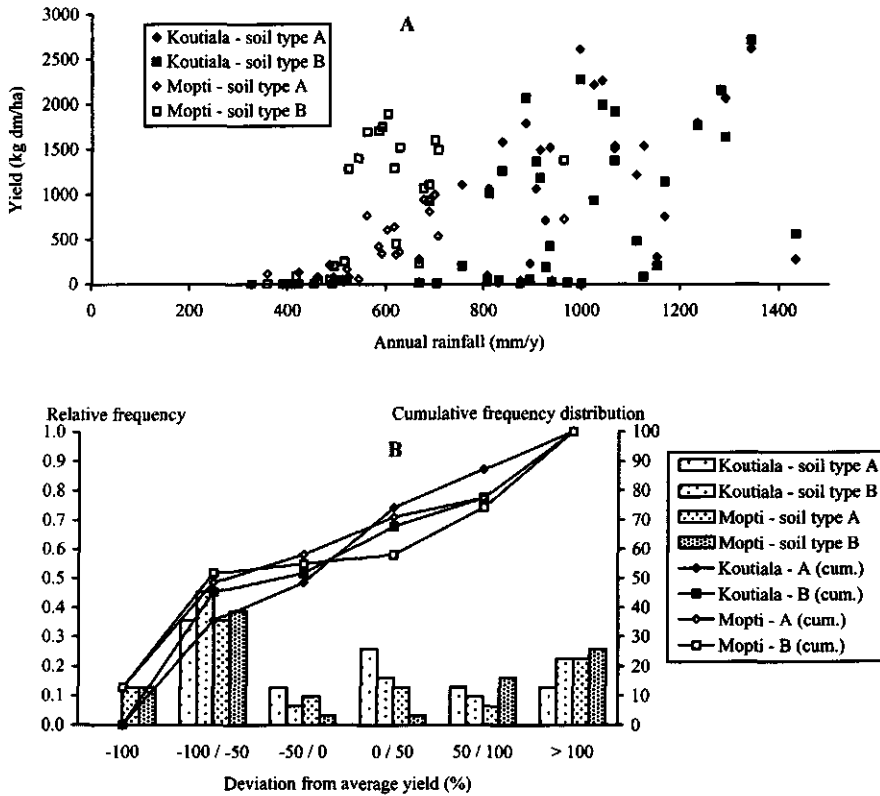 A
Koutiala - soil type A
Koutiala - soil type B
Mopti - soil type A
Mopti - soil type B
Yield (kg dm/ha)
3000
2500
2000
1500
1000
500
0
0 200 400 600 800 1000 1200 1400
Annual rainfall (mm/y)
Relative frequency
Cumulative frequency distribution
B
1.0
0.9
0.8
0.7
0.6
0.5
0.4
0.3
0.2
0.1
0.0
100
90
80
70
60
50
40
30
20
10
0
Koutiala - soil type A
Koutiala - soil type B
Mopti - soil type A
Mopti - soil type B
Koutiala - A (cum.)
Koutiala - B (cum.)
Mopti - A (cum.)
Mopti - B (cum.)
-100 -100 / -50 -50 / 0 0 / 50 50 / 100 > 100
Deviation from average yield (%)